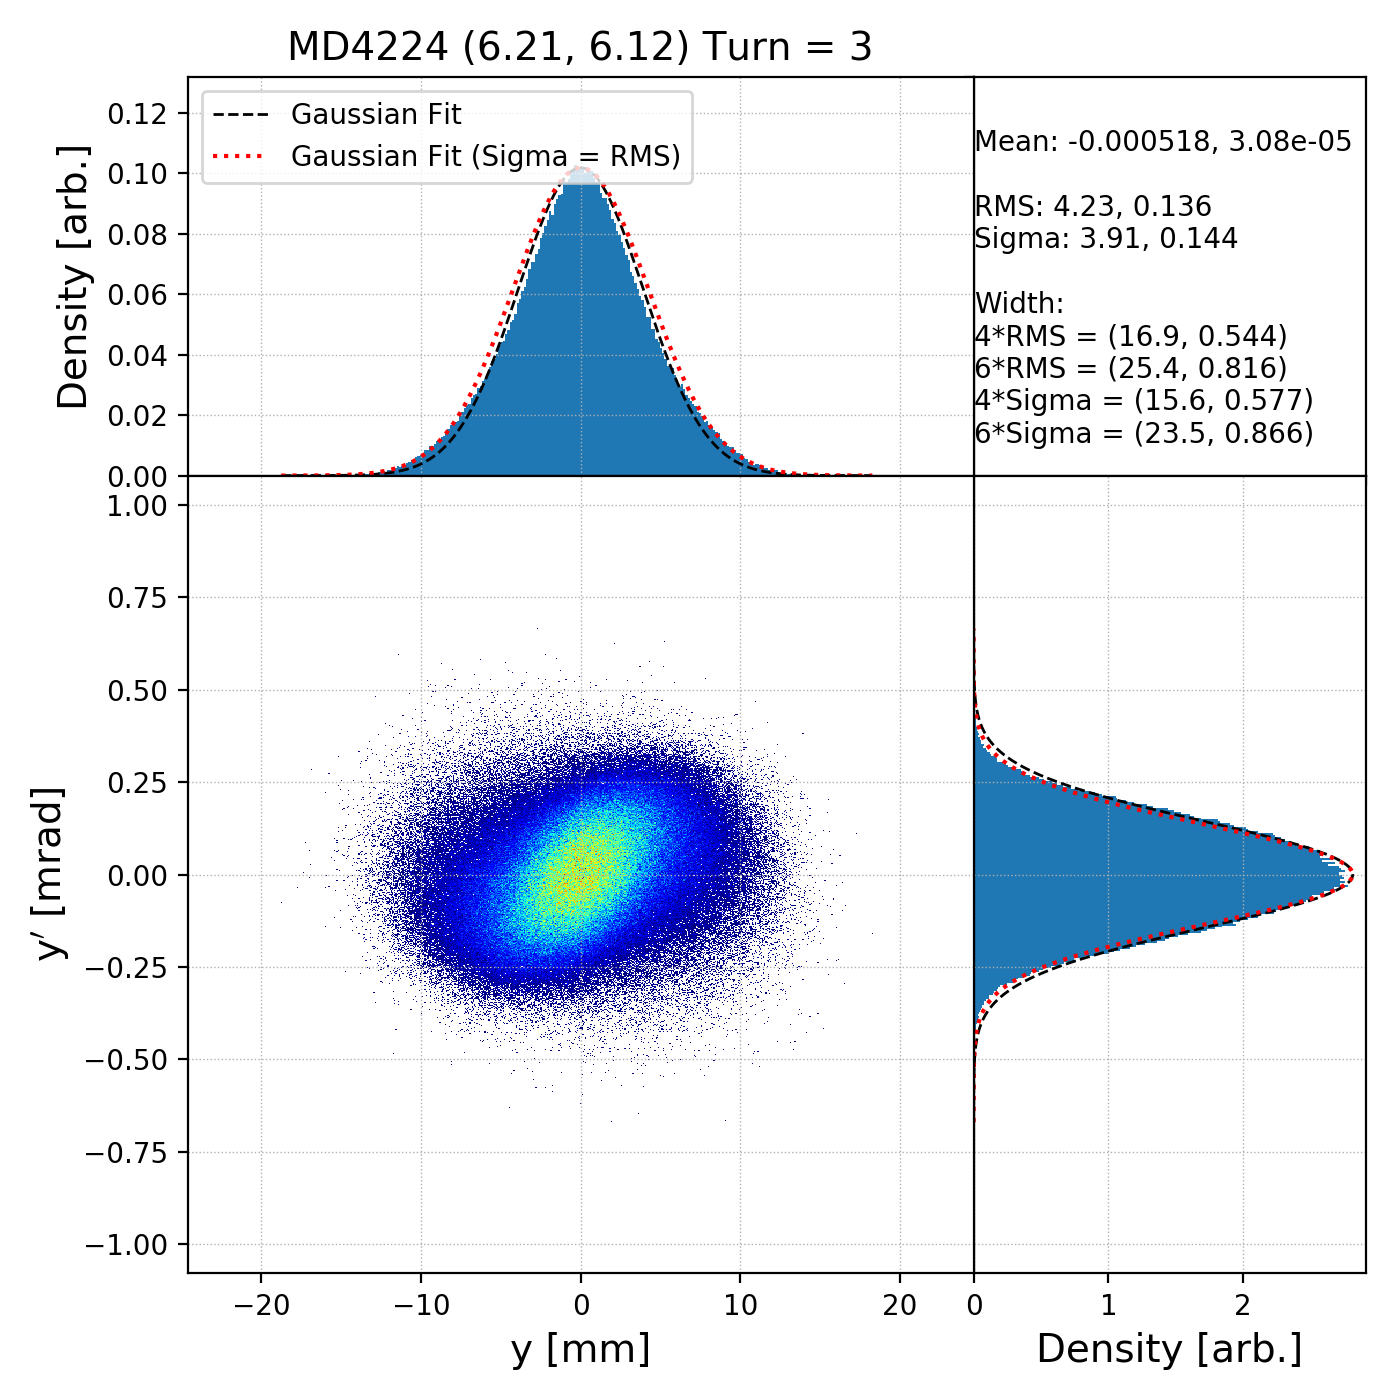 MD4224 (6.21, 6.12) Turn = 3
Gaussian Fit
Gaussian Fit (Sigma = RMS)
Density [arb.]
0.12
0.10
0.08
0.06
0.04
0.02
0.00
Mean: -0.000518, 3.08e-05
RMS: 4.23, 0.136
Sigma: 3.91, 0.144
Width:
4*RMS = (16.9, 0.544)
6*RMS = (25.4, 0.816)
4*Sigma = (15.6, 0.577)
6*Sigma = (23.5, 0.866)
y′ [mrad]
1.00
0.75
0.50
0.25
0.00
−0.25
−0.50
−0.75
−1.00
−20 −10 0 10 20
y [mm]
0 1 2
Density [arb.]